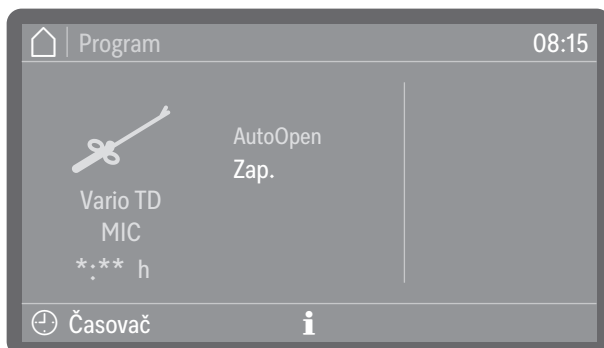 Program 08:15
AutoOpen
Zap.
Vario TD
MIC
*:** h
Časovač i